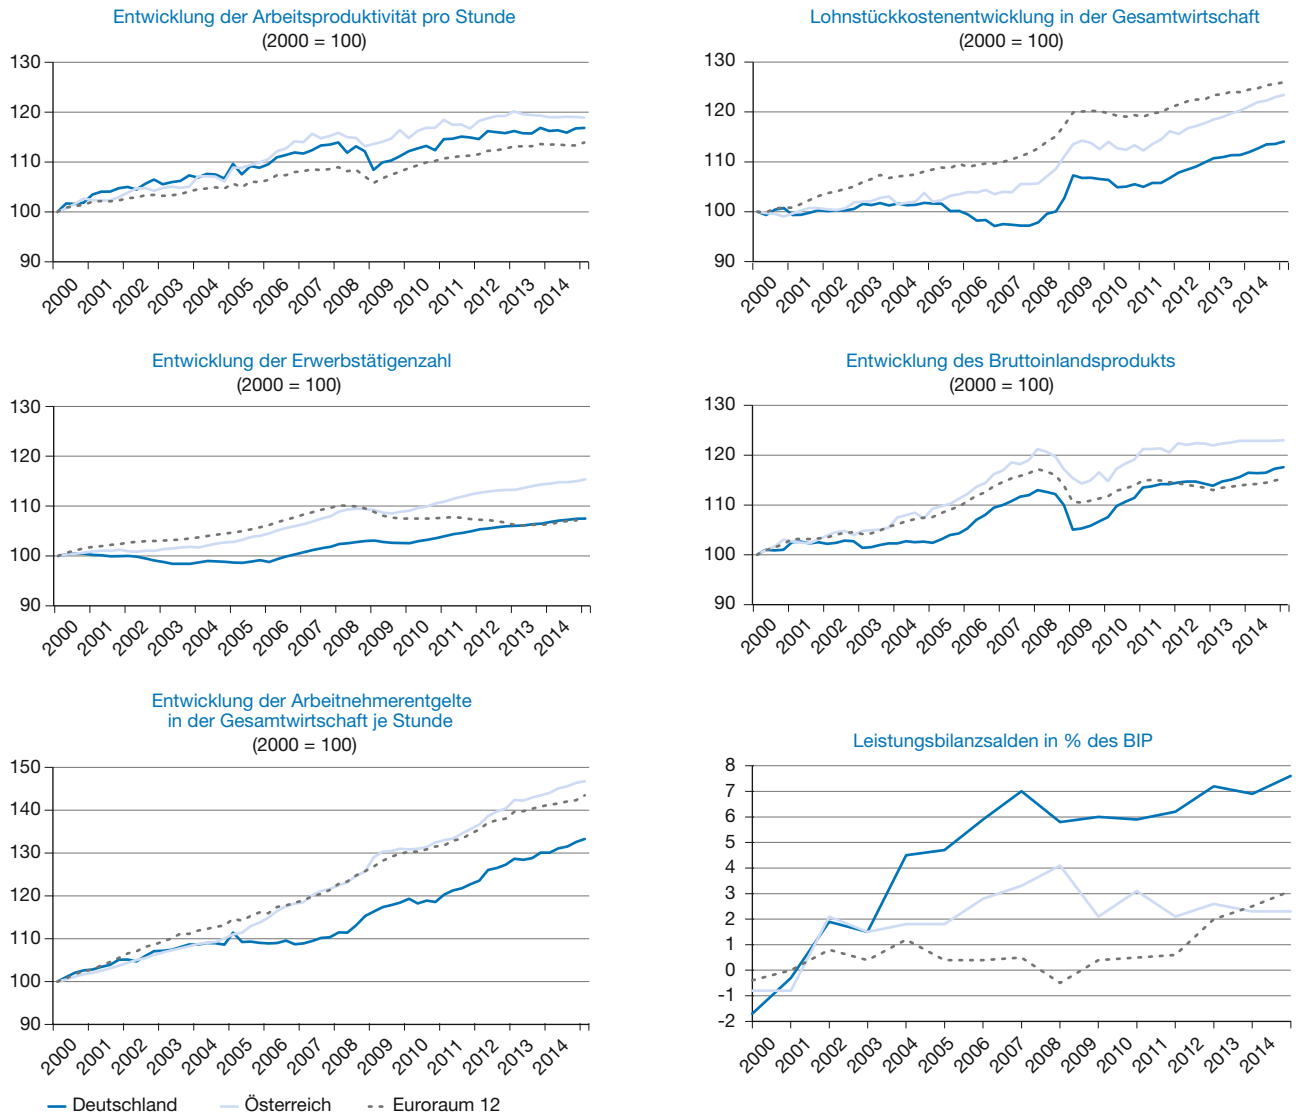 Entwicklung der Arbeitsproduktivität pro Stunde
(2000 = 100)
130
120
110
100
90
2000 2001 2002 2003 2004 2005 2006 2007 2008 2009 2010 2011 2012 2013 2014
Lohnstückkostenentwicklung in der Gesamtwirtschaft
(2000 = 100)
130
120
110
100
90
2000 2001 2002 2003 2004 2005 2006 2007 2008 2009 2010 2011 2012 2013 2014
Entwicklung der Erwerbstätigenzahl
(2000 = 100)
130
120
110
100
90
2000 2001 2002 2003 2004 2005 2006 2007 2008 2009 2010 2011 2012 2013 2014
Entwicklung des Bruttoinlandsprodukts
(2000 = 100)
130
120
110
100
90
2000 2001 2002 2003 2004 2005 2006 2007 2008 2009 2010 2011 2012 2013 2014
Entwicklung der Arbeitnehmerentgelte
in der Gesamtwirtschaft je Stunde
(2000 = 100)
150
140
130
120
110
100
90
2000 2001 2002 2003 2004 2005 2006 2007 2008 2009 2010 2011 2012 2013 2014
Leistungsbilanzsalden in % des BIP
8
7
6
5
4
3
2
1
0
-1
-2
2000 2001 2002 2003 2004 2005 2006 2007 2008 2009 2010 2011 2012 2013 2014
Deutschland Österreich Euroraum 12